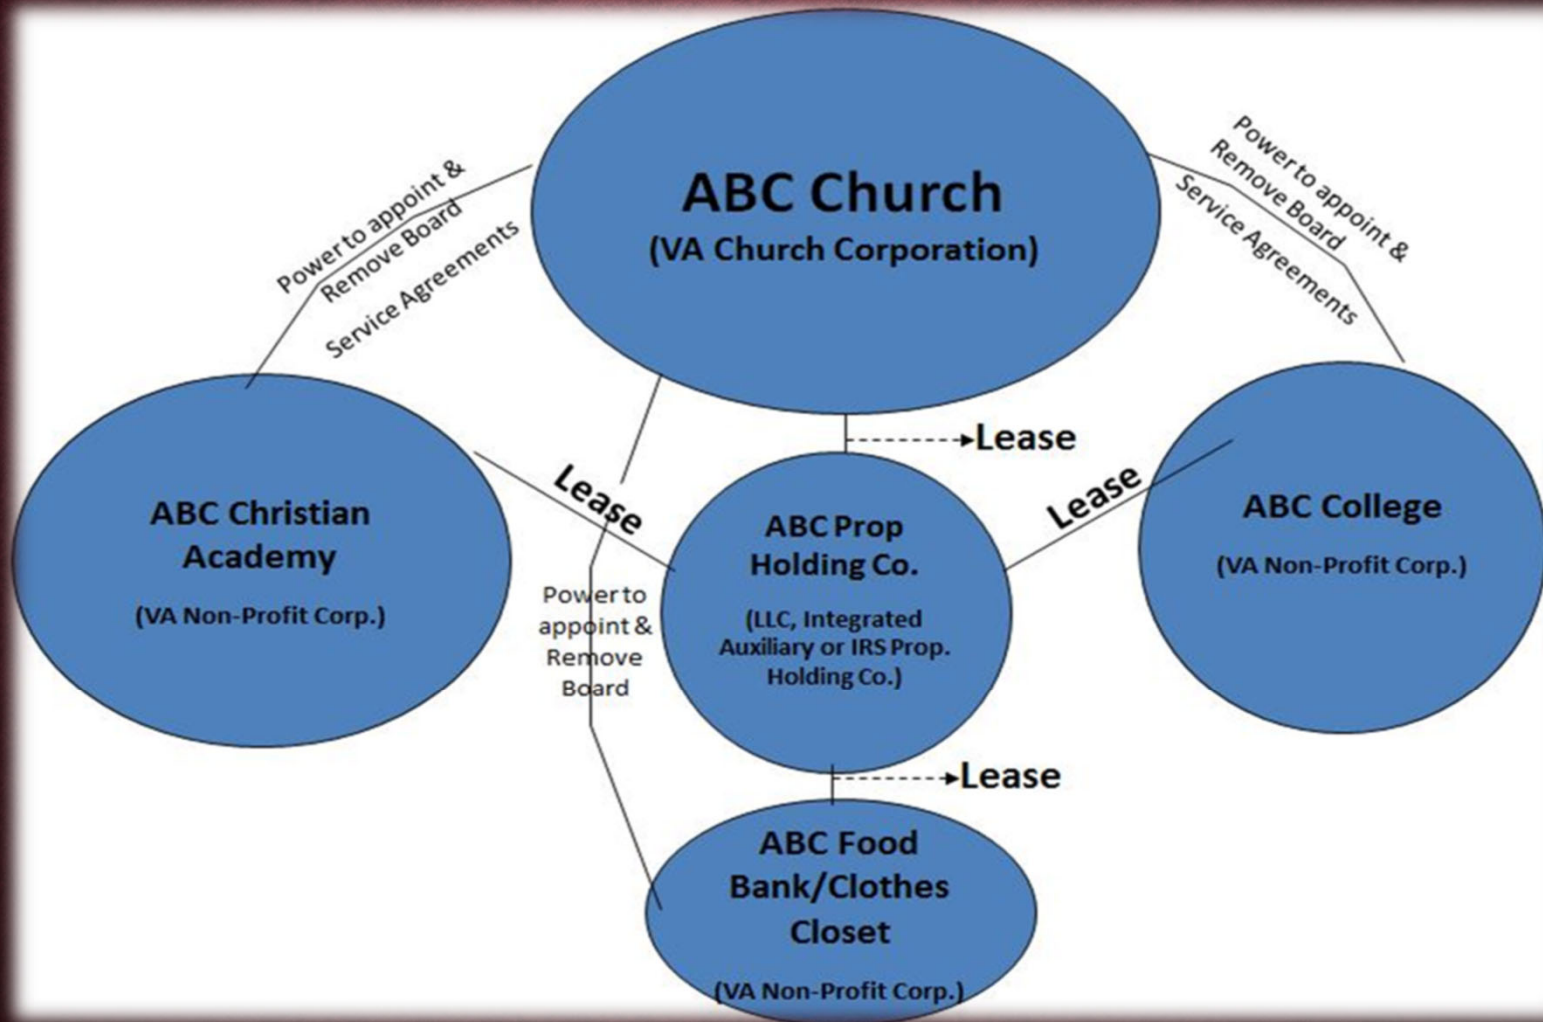 ABC Church
(VA Church Corporation)
Power to appoint &
Remove Board
Service Agreements
Power to appoint &
Remove Board
Service Agreements
Lease
Lease
Lease
ABC Christian
Academy
(VA Non-Profit Corp.)
ABC Prop
Holding Co.
(LLC, Integrated
Auxiliary or IRS Prop.
Holding Co.)
ABC College
(VA Non-Profit Corp.)
Power to
appoint &
Remove
Board
Lease
ABC Food
Bank/Clothes
Closet
(VA Non-Profit Corp.)